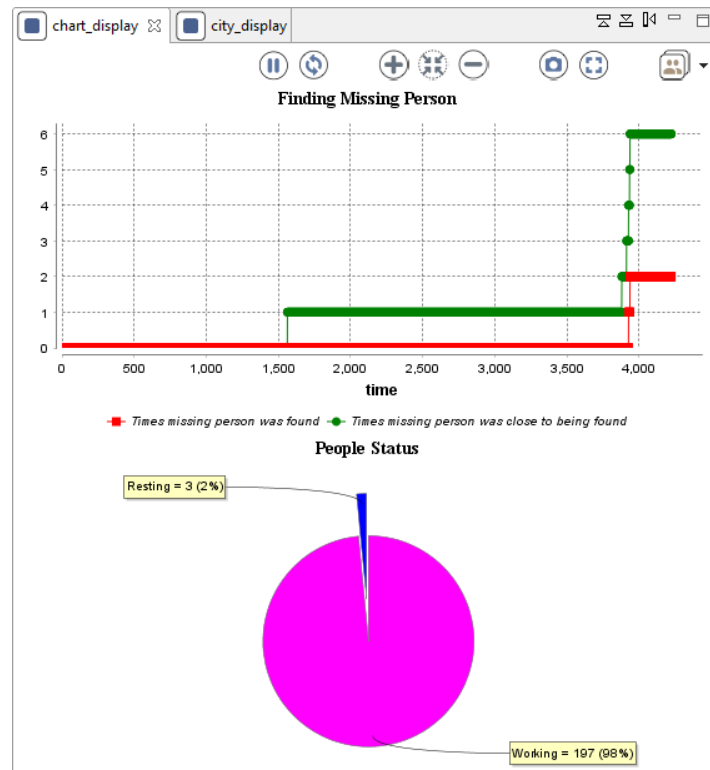 chart_display city_display
Finding Missing Person
6
5
4
3
2
1
0
0 500 1,000 1,500 2,000 2,500 3,000 3,500 4,000
time
Times missing person was found Times missing person was close to being found
People Status
Resting = 3 (2%)
Working = 197 (98%)